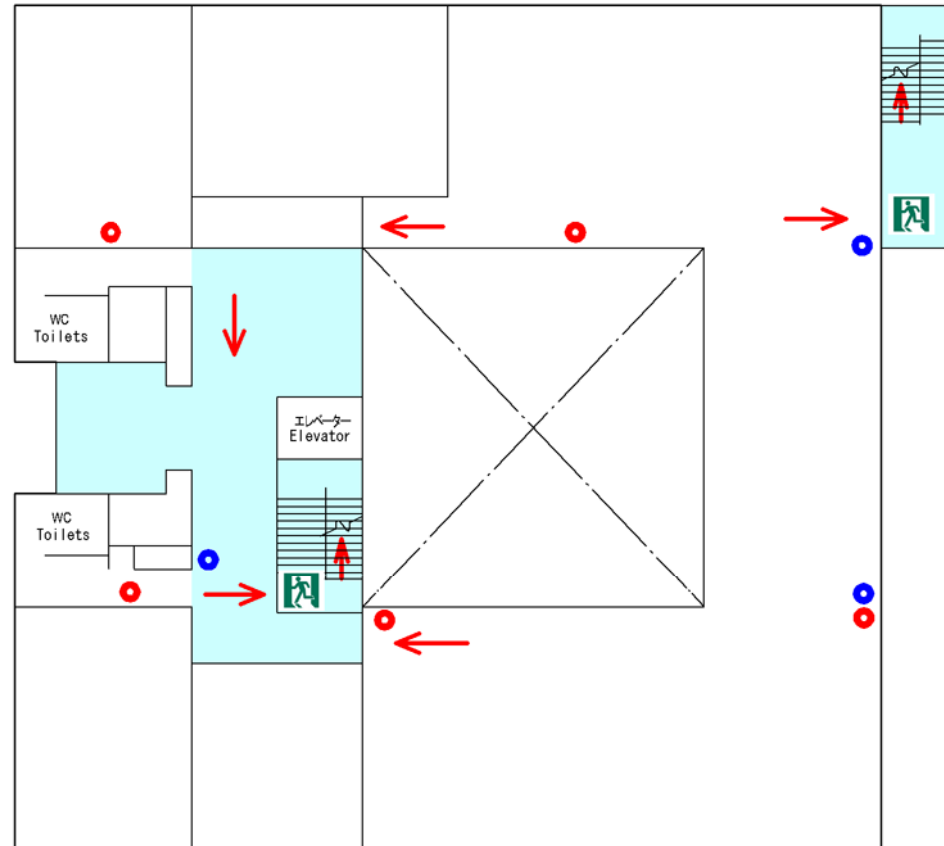 WC
Toilets
エレベーター
Elevator
WC
Toilets